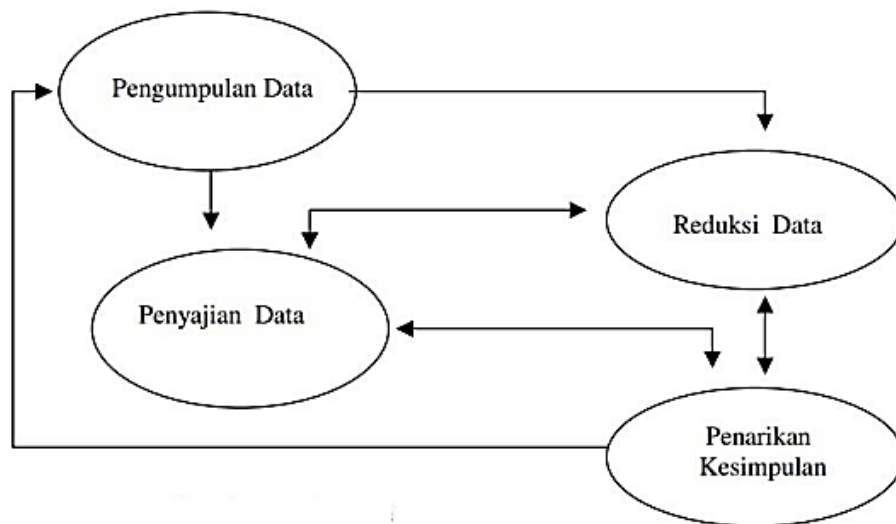 Pengumpulan Data
Reduksi Data
Penyajian Data
Penarikan
Kesimpulan